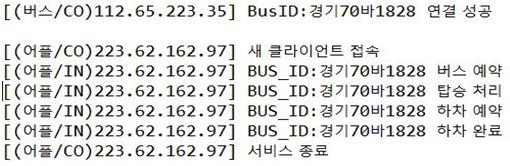 [(버스/CO)112.65.223.35] BusID:경기70바1828 연결 성공
[(어플/CO)223.62.162.97] 새 클라이언트 접속
[(어플/IN)223.62.162.97] BUS_ID:경기70바1828 버스 예약
[(어플/IN)223.62.162.97] BUS_ID:경기70바1828 탑승 처리
[(어플/IN)223.62.162.97] BUS_ID:경기70바1828 하차 예약
[(어플/IN)223.62.162.97] BUS_ID:경기70바1828 하차 완료
[(어플/CO)223.62.162.97] 서비스 종료